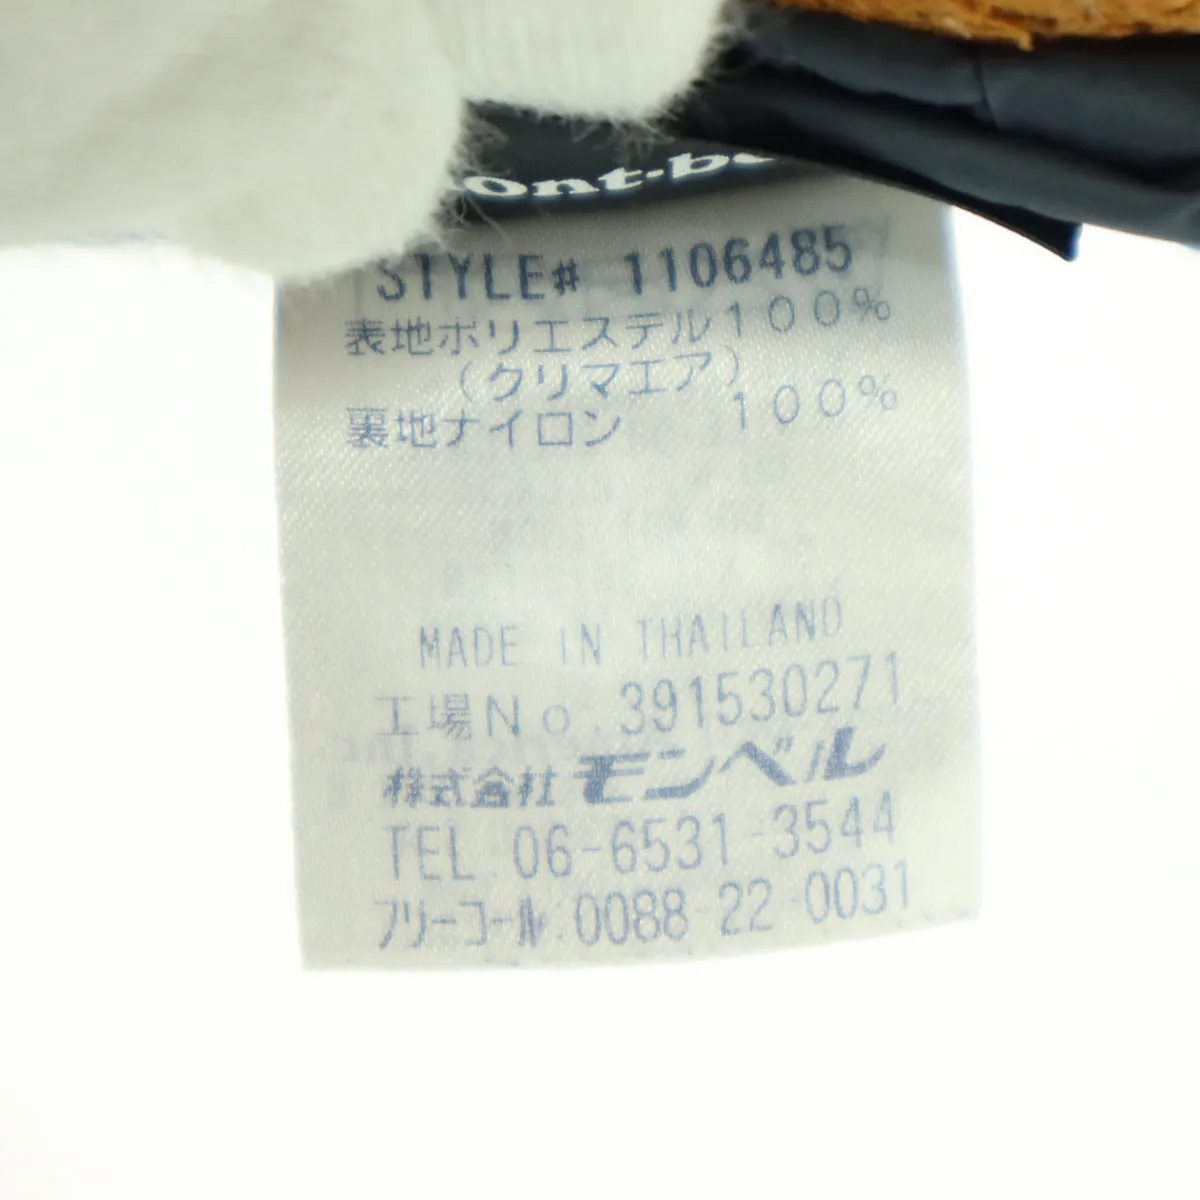 ont-be
STYLE# 1106485
表地ポリエステル100%
(クリマエア)
裏地ナイロン 100%
MADE IN THAILAND
工場No.391530271
株式会社モンベル
TEL.06-6531-3544
フリーコール.0088-22-0031